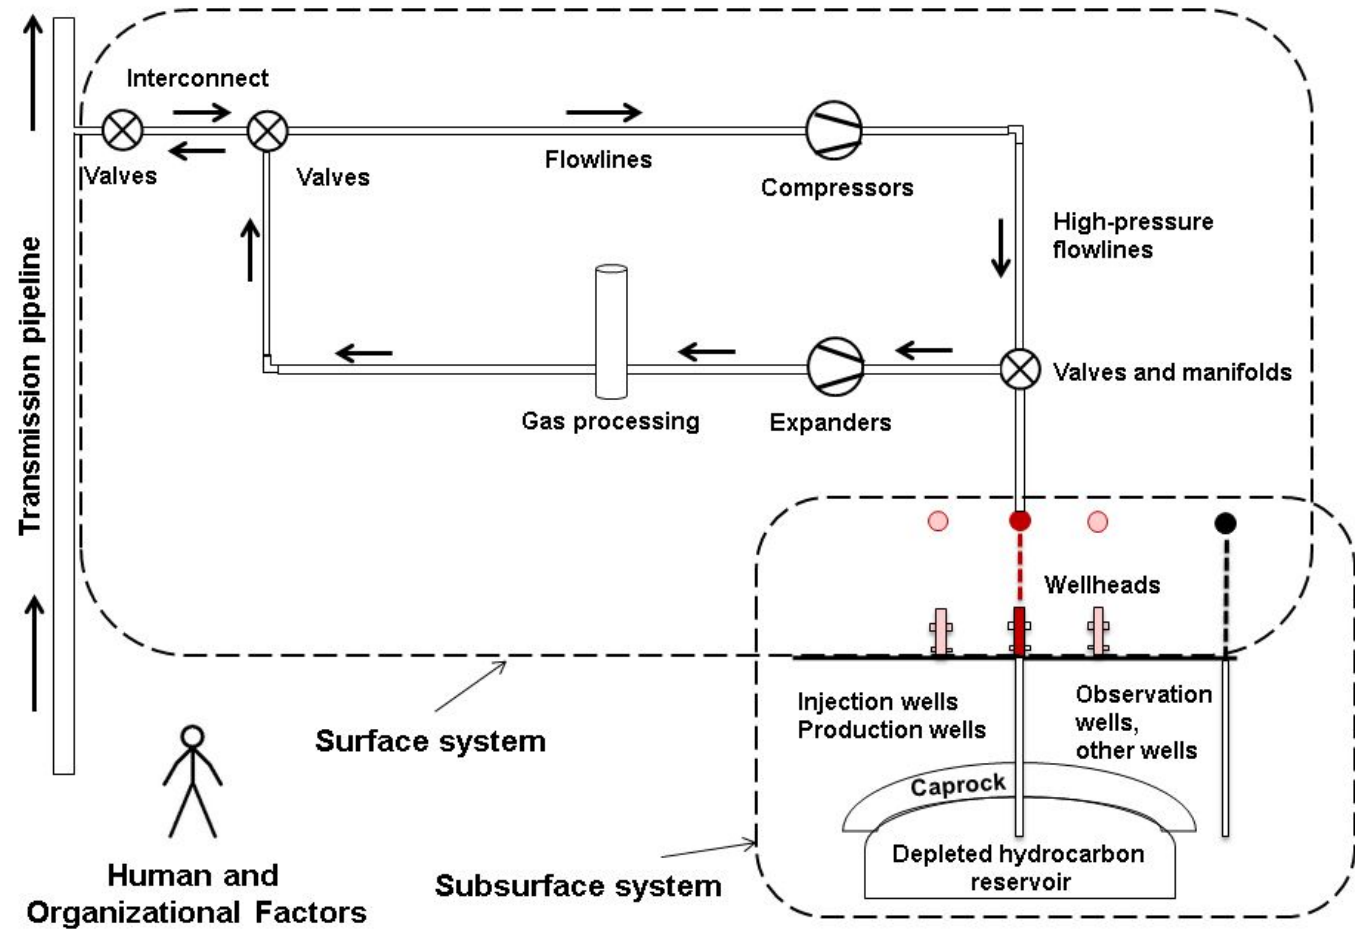 Interconnect
Valves
Valves
Flowlines
Compressors
High-pressure
flowlines
Transmission pipeline
Gas processing
Expanders
Valves and manifolds
Wellheads
Injection wells
Production wells
Observation
wells,
other wells
Surface system
Caprock
Depleted hydrocarbon
reservoir
Subsurface system
Human and
Organizational Factors